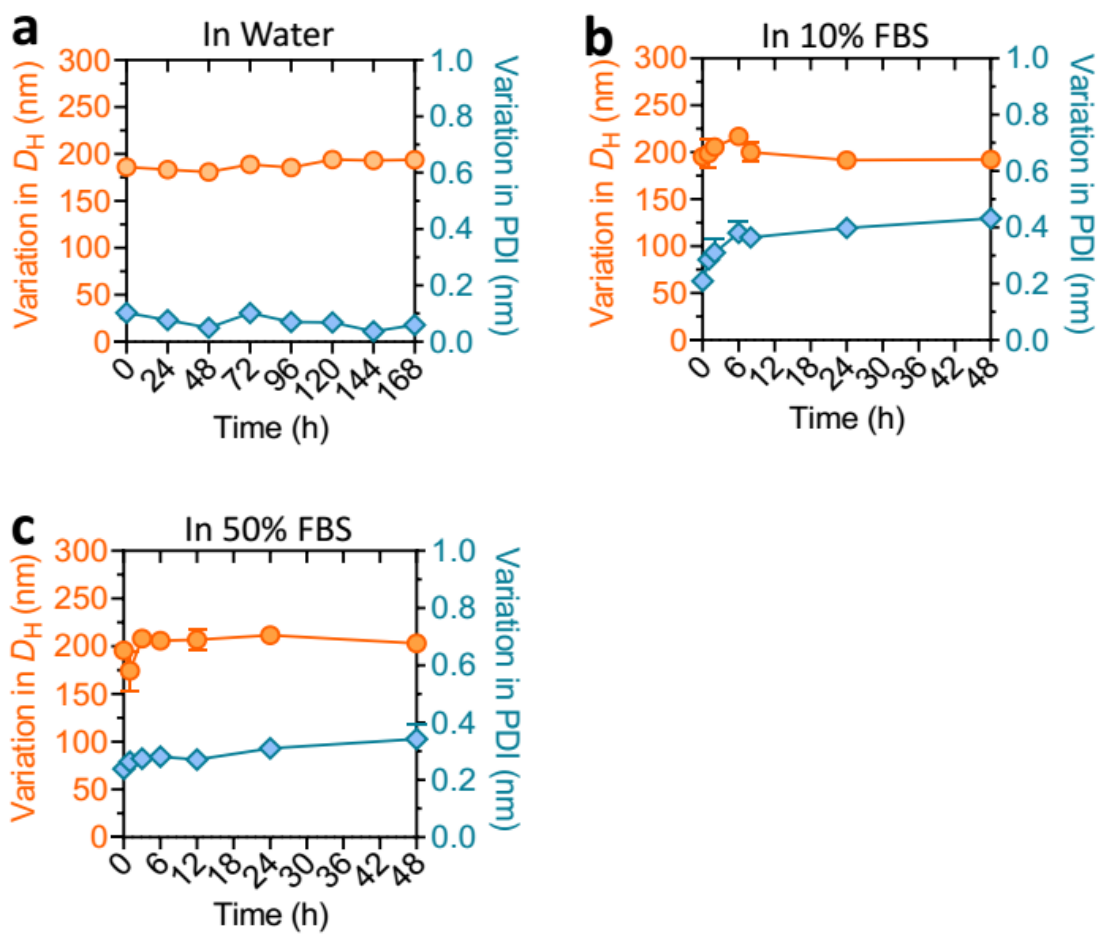 a
In Water
Variation in D_H (nm)
300
250
200
150
100
50
0
1.0
0.8
0.6
0.4
0.2
0.0
Variation in PDI (nm)
0 24 48 72 96 120 144 168
Time (h)
b
In 10% FBS
Variation in D_H (nm)
300
250
200
150
100
50
0
1.0
0.8
0.6
0.4
0.2
0.0
Variation in PDI (nm)
0 6 12 18 24 30 36 42 48
Time (h)
c
In 50% FBS
Variation in D_H (nm)
300
250
200
150
100
50
0
1.0
0.8
0.6
0.4
0.2
0.0
Variation in PDI (nm)
0 6 12 18 24 30 36 42 48
Time (h)